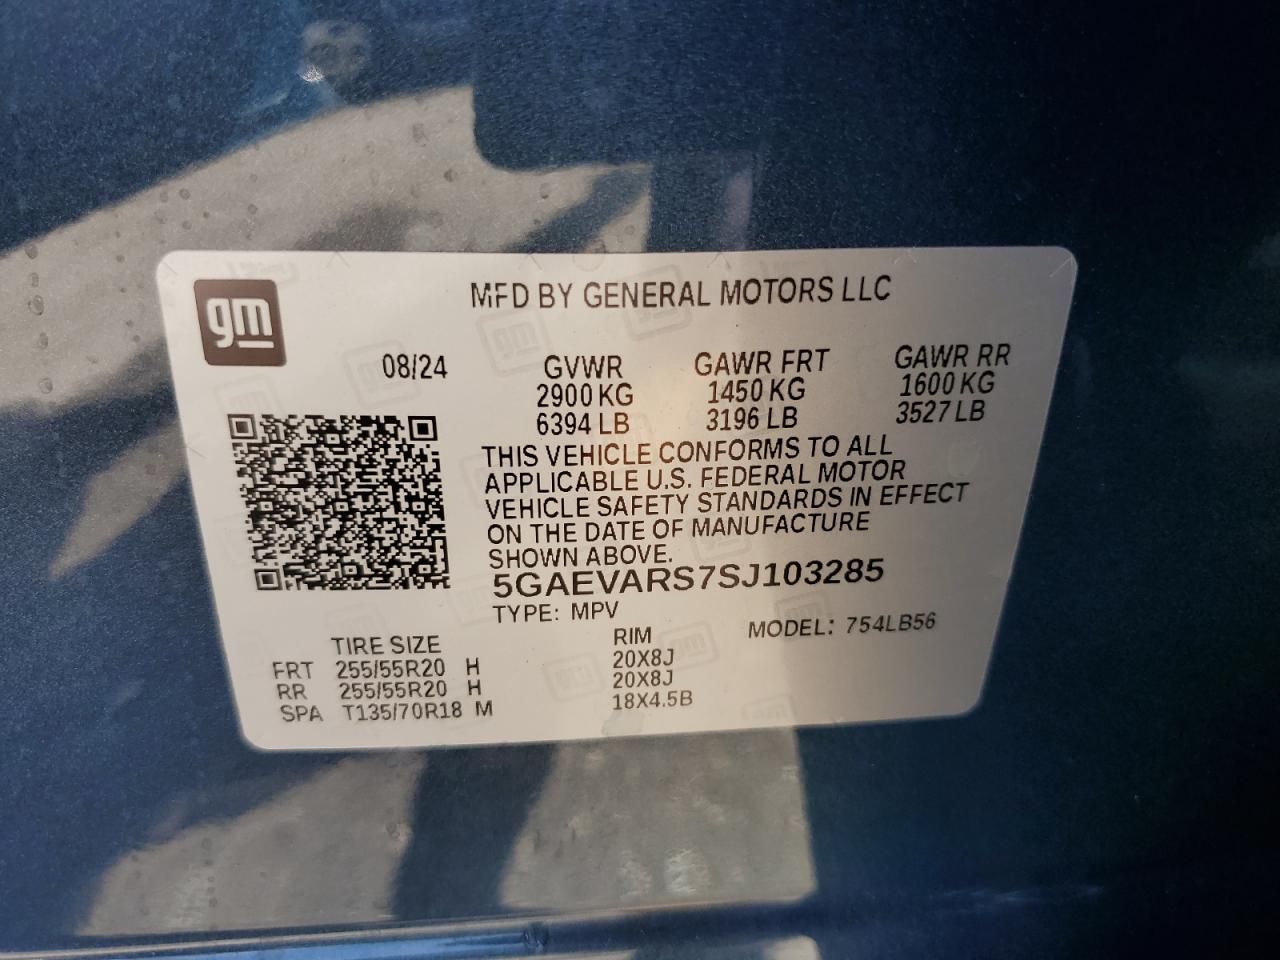 gm
MFD BY GENERAL MOTORS LLC
08/24 GVWR GAWR FRT GAWR RR
2900 KG 1450 KG 1600 KG
6394 LB 3196 LB 3527 LB
THIS VEHICLE CONFORMS TO ALL
APPLICABLE U.S. FEDERAL MOTOR
VEHICLE SAFETY STANDARDS IN EFFECT
ON THE DATE OF MANUFACTURE
SHOWN ABOVE.
5GAEVARS7SJ103285
TYPE: MPV MODEL: 754LB56
TIRE SIZE RIM
FRT 255/55R20 H 20X8J
RR 255/55R20 H 20X8J
SPA T135/70R18 M 18X4.5B